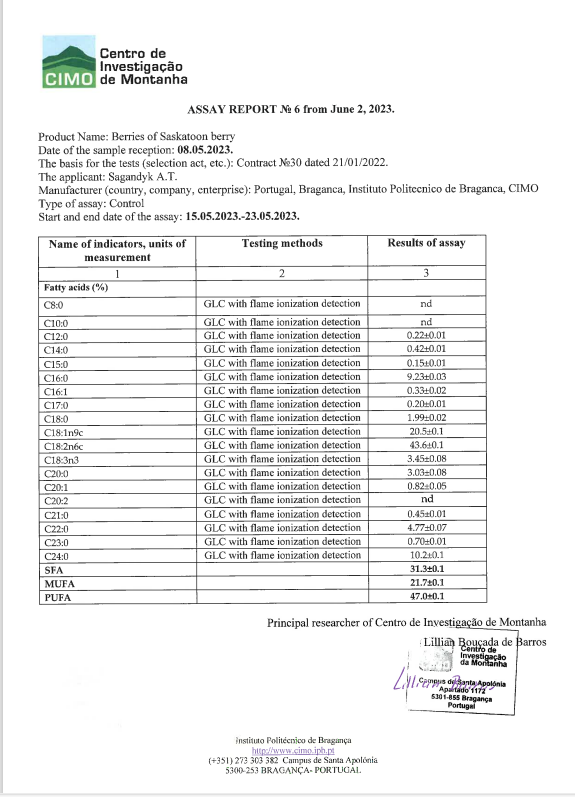 Centro de
Investigação
de Montanha
CIMO
ASSAY REPORT № 6 from June 2, 2023.
Product Name: Berries of Saskatoon berry
Date of the sample reception: 08.05.2023.
The basis for the tests (selection act, etc.): Contract №30 dated 21/01/2022.
The applicant: Sagandyk A.T.
Manufacturer (country, company, enterprise): Portugal, Braganca, Instituto Politecnico de Braganca, CIMO
Type of assay: Control
Start and end date of the assay: 15.05.2023.-23.05.2023.
Name of indicators, units of measurement Testing methods Results of assay
1 2 3
Fatty acids (%)
C8:0 GLC with flame ionization detection nd
C10:0 GLC with flame ionization detection nd
C12:0 GLC with flame ionization detection 0.22±0.01
C14:0 GLC with flame ionization detection 0.42±0.01
C15:0 GLC with flame ionization detection 0.15±0.01
C16:0 GLC with flame ionization detection 9.23±0.03
C16:1 GLC with flame ionization detection 0.33±0.02
C17:0 GLC with flame ionization detection 0.20±0.01
C18:0 GLC with flame ionization detection 1.99±0.02
C18:1n9c GLC with flame ionization detection 20.5±0.1
C18:2n6c GLC with flame ionization detection 43.6±0.1
C18:3n3 GLC with flame ionization detection 3.45±0.08
C20:0 GLC with flame ionization detection 3.03±0.08
C20:1 GLC with flame ionization detection 0.82±0.05
C20:2 GLC with flame ionization detection nd
C21:0 GLC with flame ionization detection 0.45±0.01
C22:0 GLC with flame ionization detection 4.77±0.07
C23:0 GLC with flame ionization detection 0.70±0.01
C24:0 GLC with flame ionization detection 10.2±0.1
SFA 31.3±0.1
MUFA 21.7±0.1
PUFA 47.0±0.1
Principal researcher of Centro de Investigação de Montanha
Lillian Bouçada de Barros
Centro de
Investigação
da Montanha
Lillian
Campus de Santa Apolónia
Apartado 1172
5301-855 Bragança
Portugal
Instituto Politécnico de Bragança
http://www.cimo.iph.pt
(+351) 273 303 382 Campus de Santa Apolónia
5300-253 BRAGANÇA- PORTUGAL